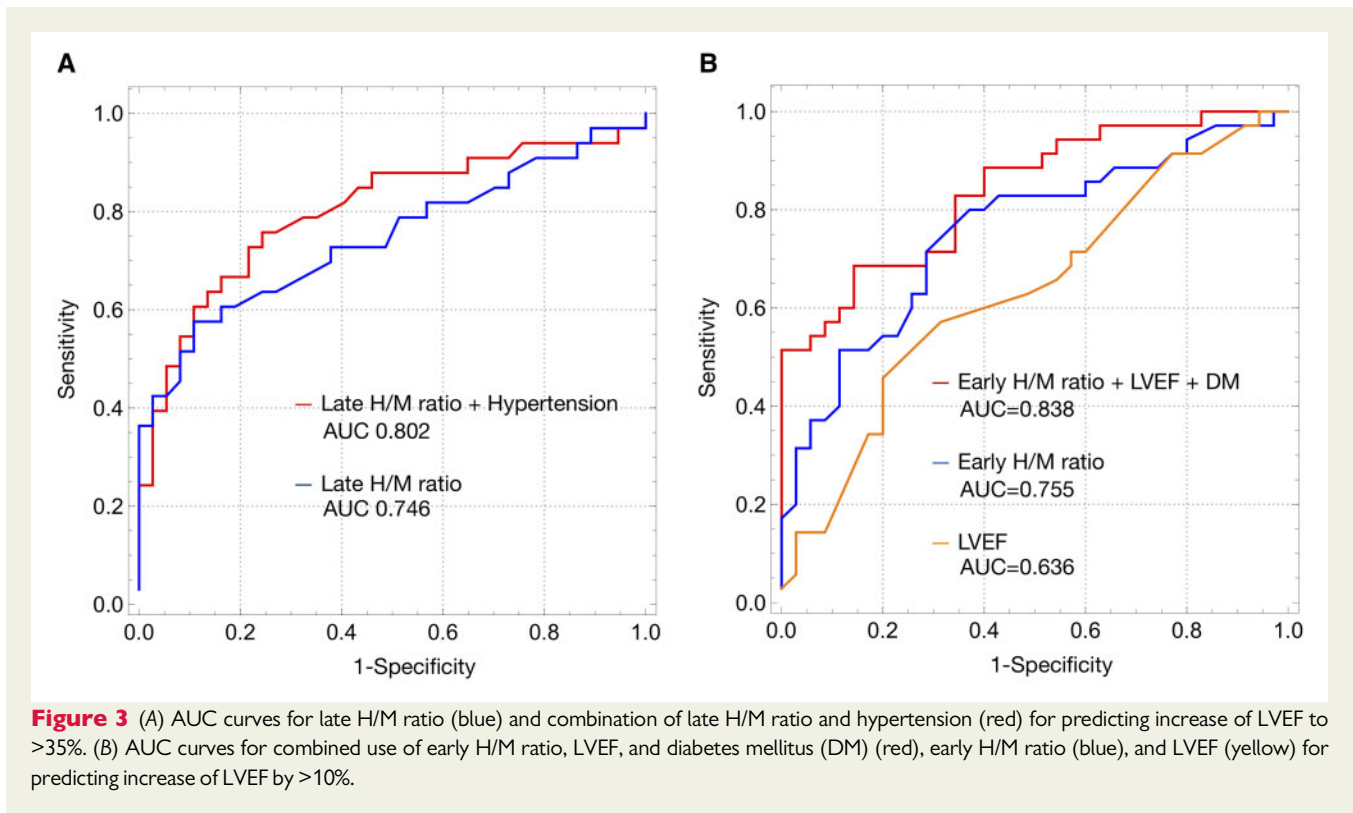 A
Sensitivity
1.0
0.8
0.6
0.4
0.2
0.0
Late H/M ratio + Hypertension
AUC 0.802
Late H/M ratio
AUC 0.746
0.0 0.2 0.4 0.6 0.8 1.0
1-Specificity
B
Sensitivity
1.0
0.8
0.6
0.4
0.2
0.0
Early H/M ratio + LVEF + DM
AUC=0.838
Early H/M ratio
AUC=0.755
LVEF
AUC=0.636
0.0 0.2 0.4 0.6 0.8 1.0
1-Specificity
Figure 3 (A) AUC curves for late H/M ratio (blue) and combination of late H/M ratio and hypertension (red) for predicting increase of LVEF to
>35%. (B) AUC curves for combined use of early H/M ratio, LVEF, and diabetes mellitus (DM) (red), early H/M ratio (blue), and LVEF (yellow) for
predicting increase of LVEF by >10%.